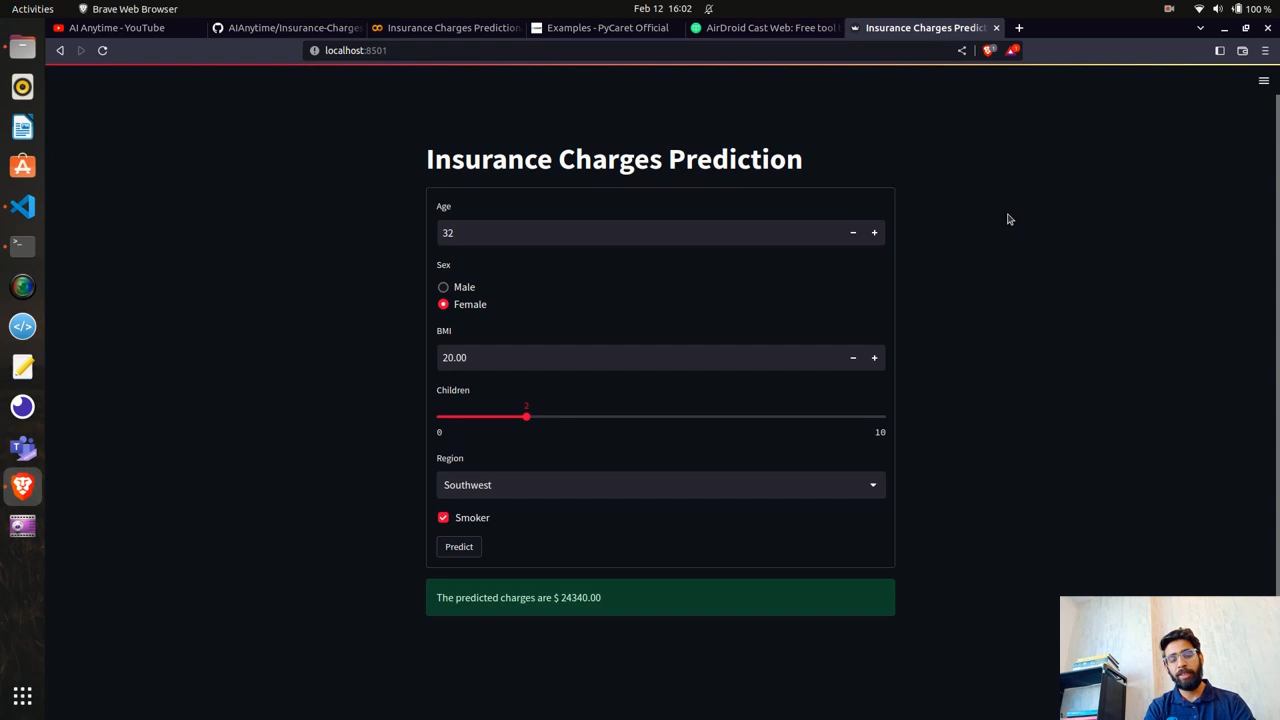 Activities
Brave Web Browser
Feb 12 16:02
100 %
AI Anytime - YouTube
AIAnytime/Insurance-Charges
Insurance Charges Prediction
Examples - PyCaret Official
AirDroid Cast Web: Free tool
Insurance Charges Predict
localhost:8501
Insurance Charges Prediction
Age
32
Sex
Male
Female
BMI
20.00
Children
2
0
10
Region
Southwest
Smoker
Predict
The predicted charges are $ 24340.00